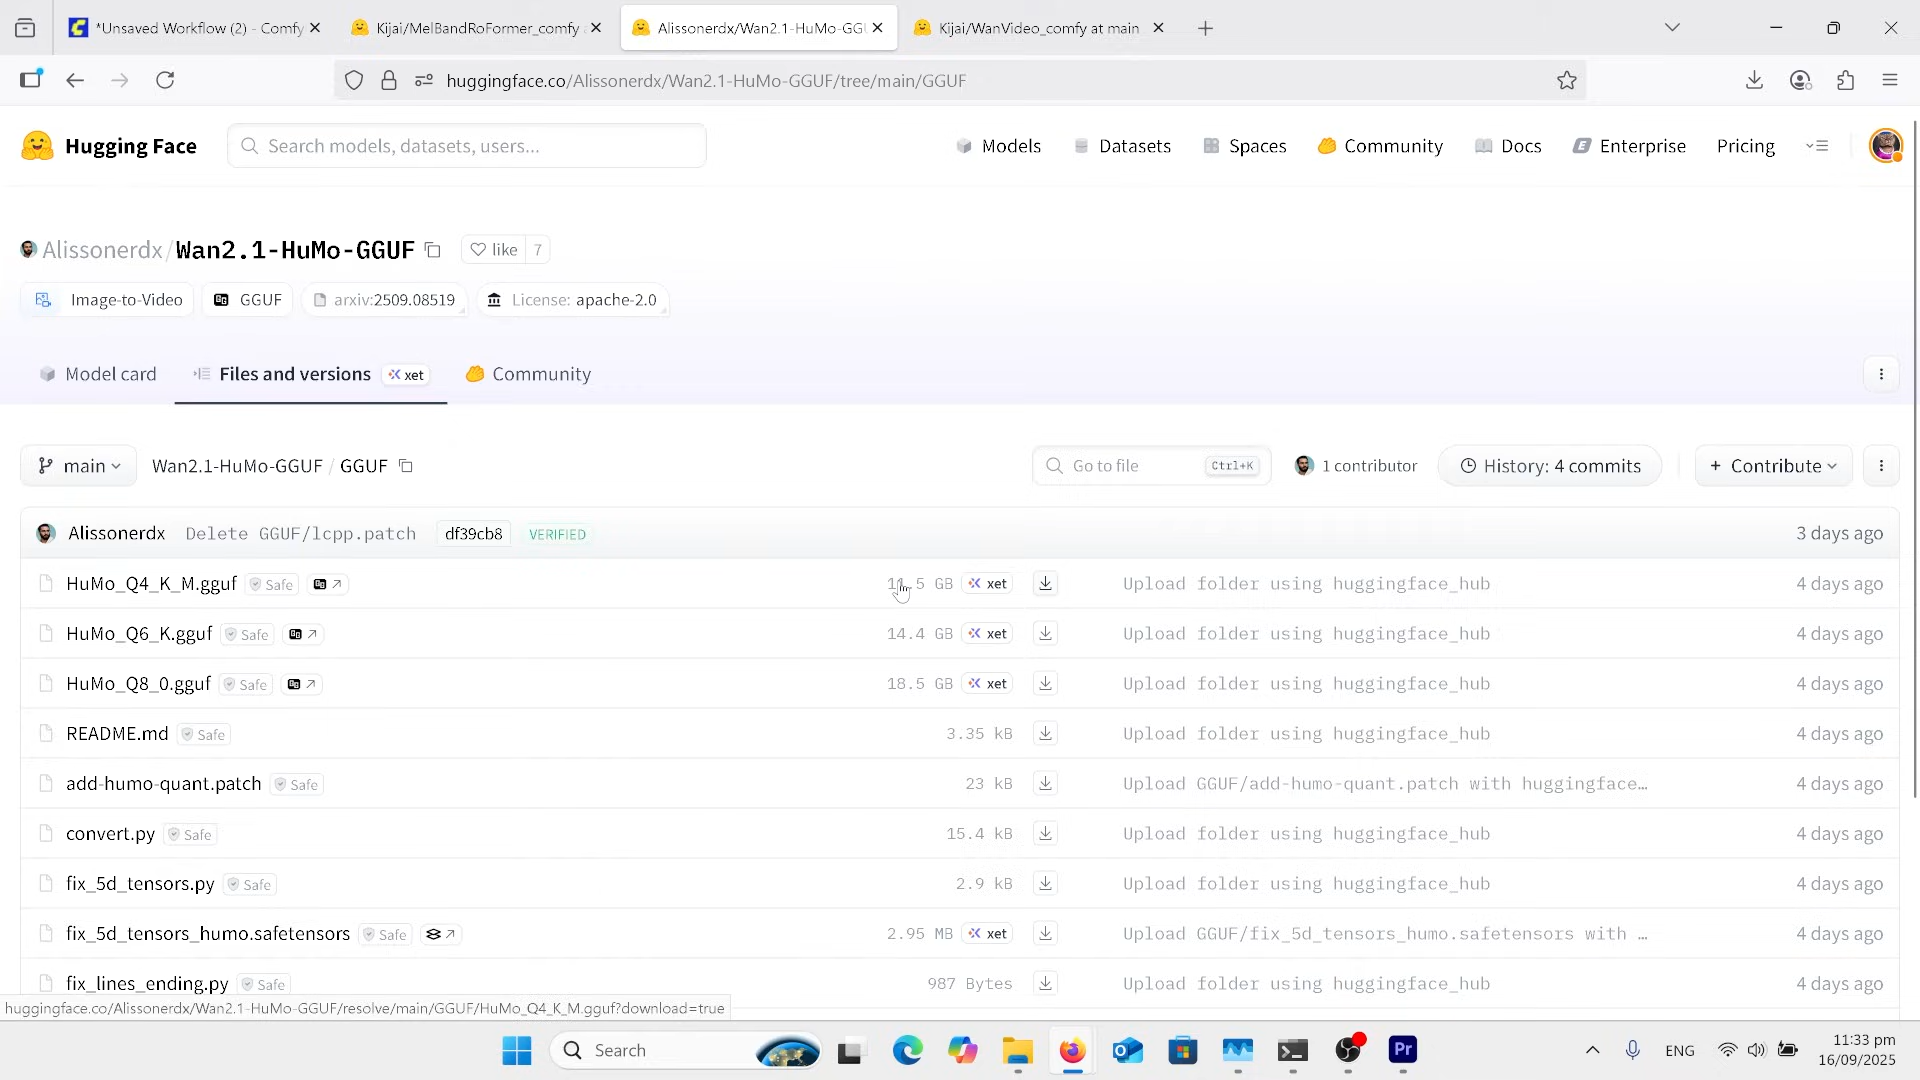 *Unsaved Workflow (2) - Comfy
Kijai/MelBandRoFormer_comfy
Alissonerdx/Wan2.1-HuMo-GGU
Kijai/WanVideo_comfy at main
huggingface.co/Alissonerdx/Wan2.1-HuMo-GGUF/tree/main/GGUF
Hugging Face
Search models, datasets, users...
Models
Datasets
Spaces
Community
Docs
Enterprise
Pricing
Alissonerdx/Wan2.1-HuMo-GGUF
like 7
Image-to-Video
GGUF
arxiv:2509.08519
License: apache-2.0
Model card
Files and versions
xet
Community
main
Wan2.1-HuMo-GGUF / GGUF
Go to file
Ctrl+K
1 contributor
History: 4 commits
+ Contribute
Alissonerdx Delete GGUF/lcpp.patch df39cb8 VERIFIED 3 days ago
HuMo_Q4_K_M.gguf Safe 11.5 GB xet Upload folder using huggingface_hub 4 days ago
HuMo_Q6_K.gguf Safe 14.4 GB xet Upload folder using huggingface_hub 4 days ago
HuMo_Q8_0.gguf Safe 18.5 GB xet Upload folder using huggingface_hub 4 days ago
README.md Safe 3.35 kB Upload folder using huggingface_hub 4 days ago
add-humo-quant.patch Safe 23 kB Upload GGUF/add-humo-quant.patch with huggingface… 4 days ago
convert.py Safe 15.4 kB Upload folder using huggingface_hub 4 days ago
fix_5d_tensors.py Safe 2.9 kB Upload folder using huggingface_hub 4 days ago
fix_5d_tensors_humo.safetensors Safe 2.95 MB xet Upload GGUF/fix_5d_tensors_humo.safetensors with … 4 days ago
fix_lines_ending.py Safe 987 Bytes Upload folder using huggingface_hub 4 days ago
huggingface.co/Alissonerdx/Wan2.1-HuMo-GGUF/resolve/main/GGUF/HuMo_Q4_K_M.gguf?download=true
Search
Pr
ENG
11:33 pm
16/09/2025